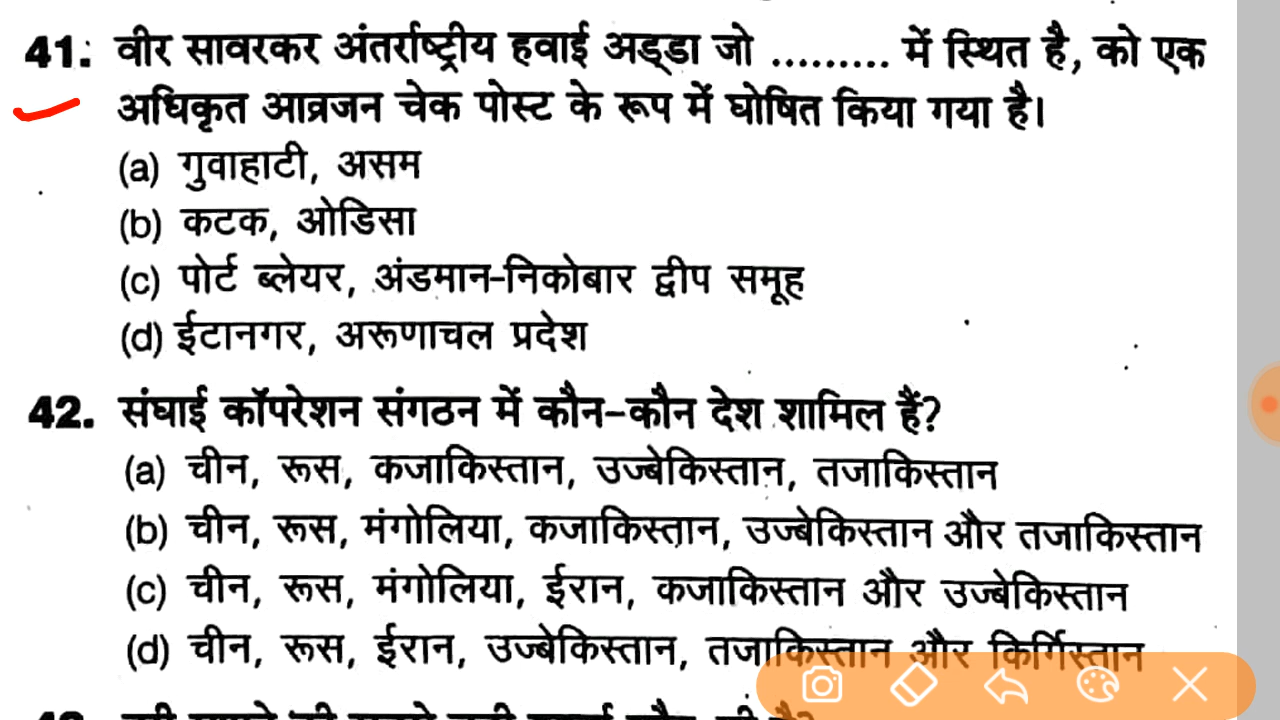 41. वीर सावरकर अंतर्राष्ट्रीय हवाई अड्डा जो ......... में स्थित है, को एक
अधिकृत आव्रजन चेक पोस्ट के रूप में घोषित किया गया है।
(a) गुवाहाटी, असम
(b) कटक, ओडिसा
(c) पोर्ट ब्लेयर, अंडमान-निकोबार द्वीप समूह
(d) ईटानगर, अरूणाचल प्रदेश
42. संघाई कॉपरेशन संगठन में कौन-कौन देश शामिल हैं?
(a) चीन, रूस, कजाकिस्तान, उज्बेकिस्तान, तजाकिस्तान
(b) चीन, रूस, मंगोलिया, कजाकिस्तान, उज्बेकिस्तान और तजाकिस्तान
(c) चीन, रूस, मंगोलिया, ईरान, कजाकिस्तान और उज्बेकिस्तान
(d) चीन, रूस, ईरान, उज्बेकिस्तान, तजाकिस्तान और किर्गिस्तान